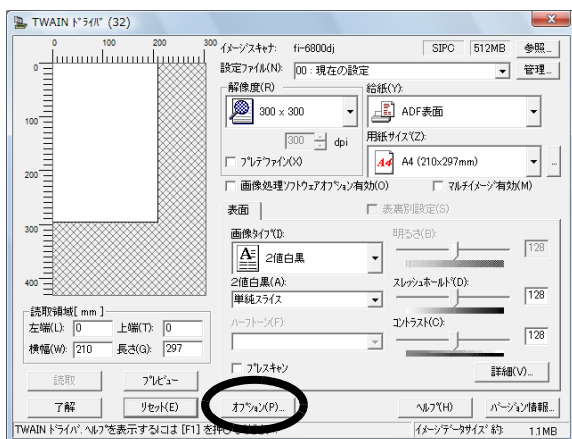 TWAIN ﾄﾞﾗｲﾊﾞ (32)
0 100 200 300
0
100
200
300
400
ｲﾒｰｼﾞｽｷｬﾅ: fi-6800dj SIPC 512MB 参照...
設定ファイル(N): 00 : 現在の設定 管理...
解像度(R)
300 x 300
300 dpi
ﾌﾟﾘﾃﾞﾌｧｲﾝ(X)
給紙(Y):
ADF表面
用紙ｻｲｽﾞ(Z):
A4 A4 (210x297mm) ...
画像処理ｿﾌﾄｳｪｱｵﾌﾟｼｮﾝ有効(O) ﾏﾙﾁｲﾒｰｼﾞ有効(M)
表面 表裏別設定(S)
画像ﾀｲﾌﾟ(I):
2値白黒
2値白黒(A):
単純ｽﾗｲｽ
ﾊｰﾌﾄｰﾝ(F):
ﾌﾟﾚｽｷｬﾝ
明るさ(B):
128
ｽﾚｯｼｭﾎｰﾙﾄﾞ(D):
128
ｺﾝﾄﾗｽﾄ(C):
128
詳細(V)...
読取領域[ mm ]
左端(L): 0 上端(T): 0
横幅(W): 210 長さ(G): 297
読取 ﾌﾟﾚﾋﾞｭｰ
了解 ﾘｾｯﾄ(E) ｵﾌﾟｼｮﾝ(P)... ﾍﾙﾌﾟ(H) ﾊﾞｰｼﾞｮﾝ情報...
TWAIN ﾄﾞﾗｲﾊﾞ. ﾍﾙﾌﾟを表示するには [F1] を押 ｲﾒｰｼﾞﾃﾞｰﾀｻｲｽﾞ 約: 1.1MB